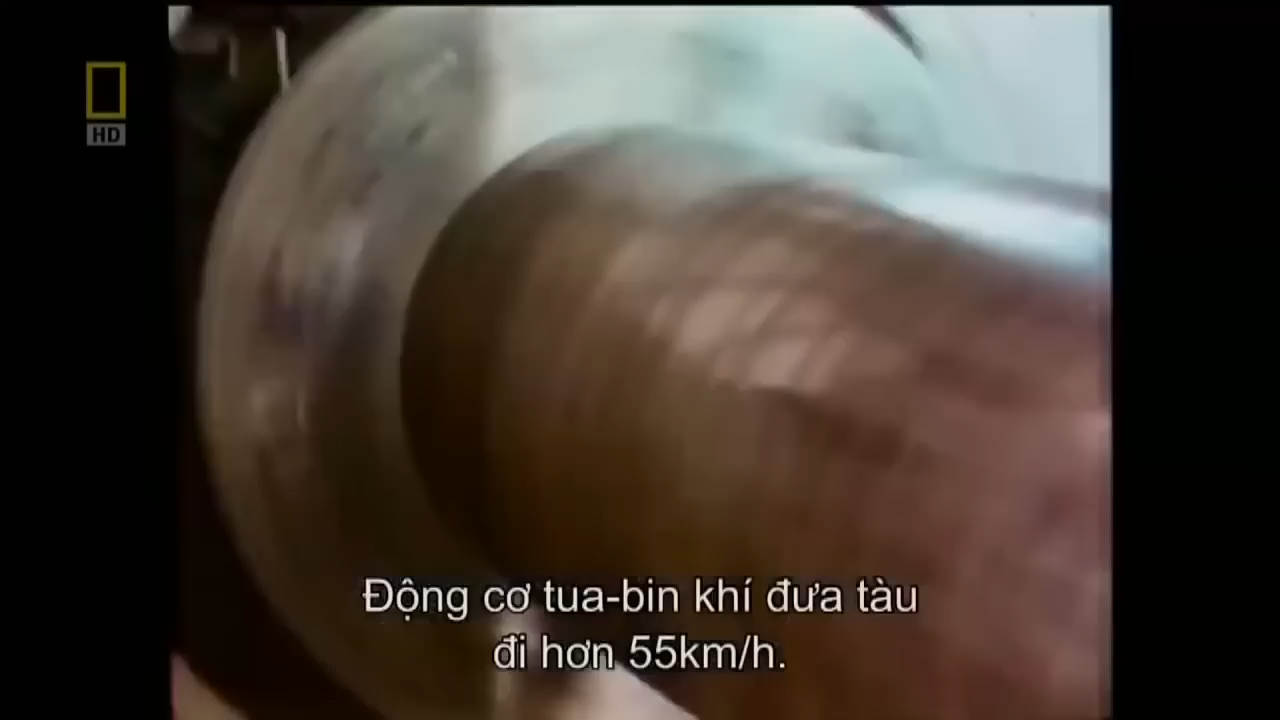 HD
Động cơ tua-bin khí đưa tàu
đi hơn 55km/h.